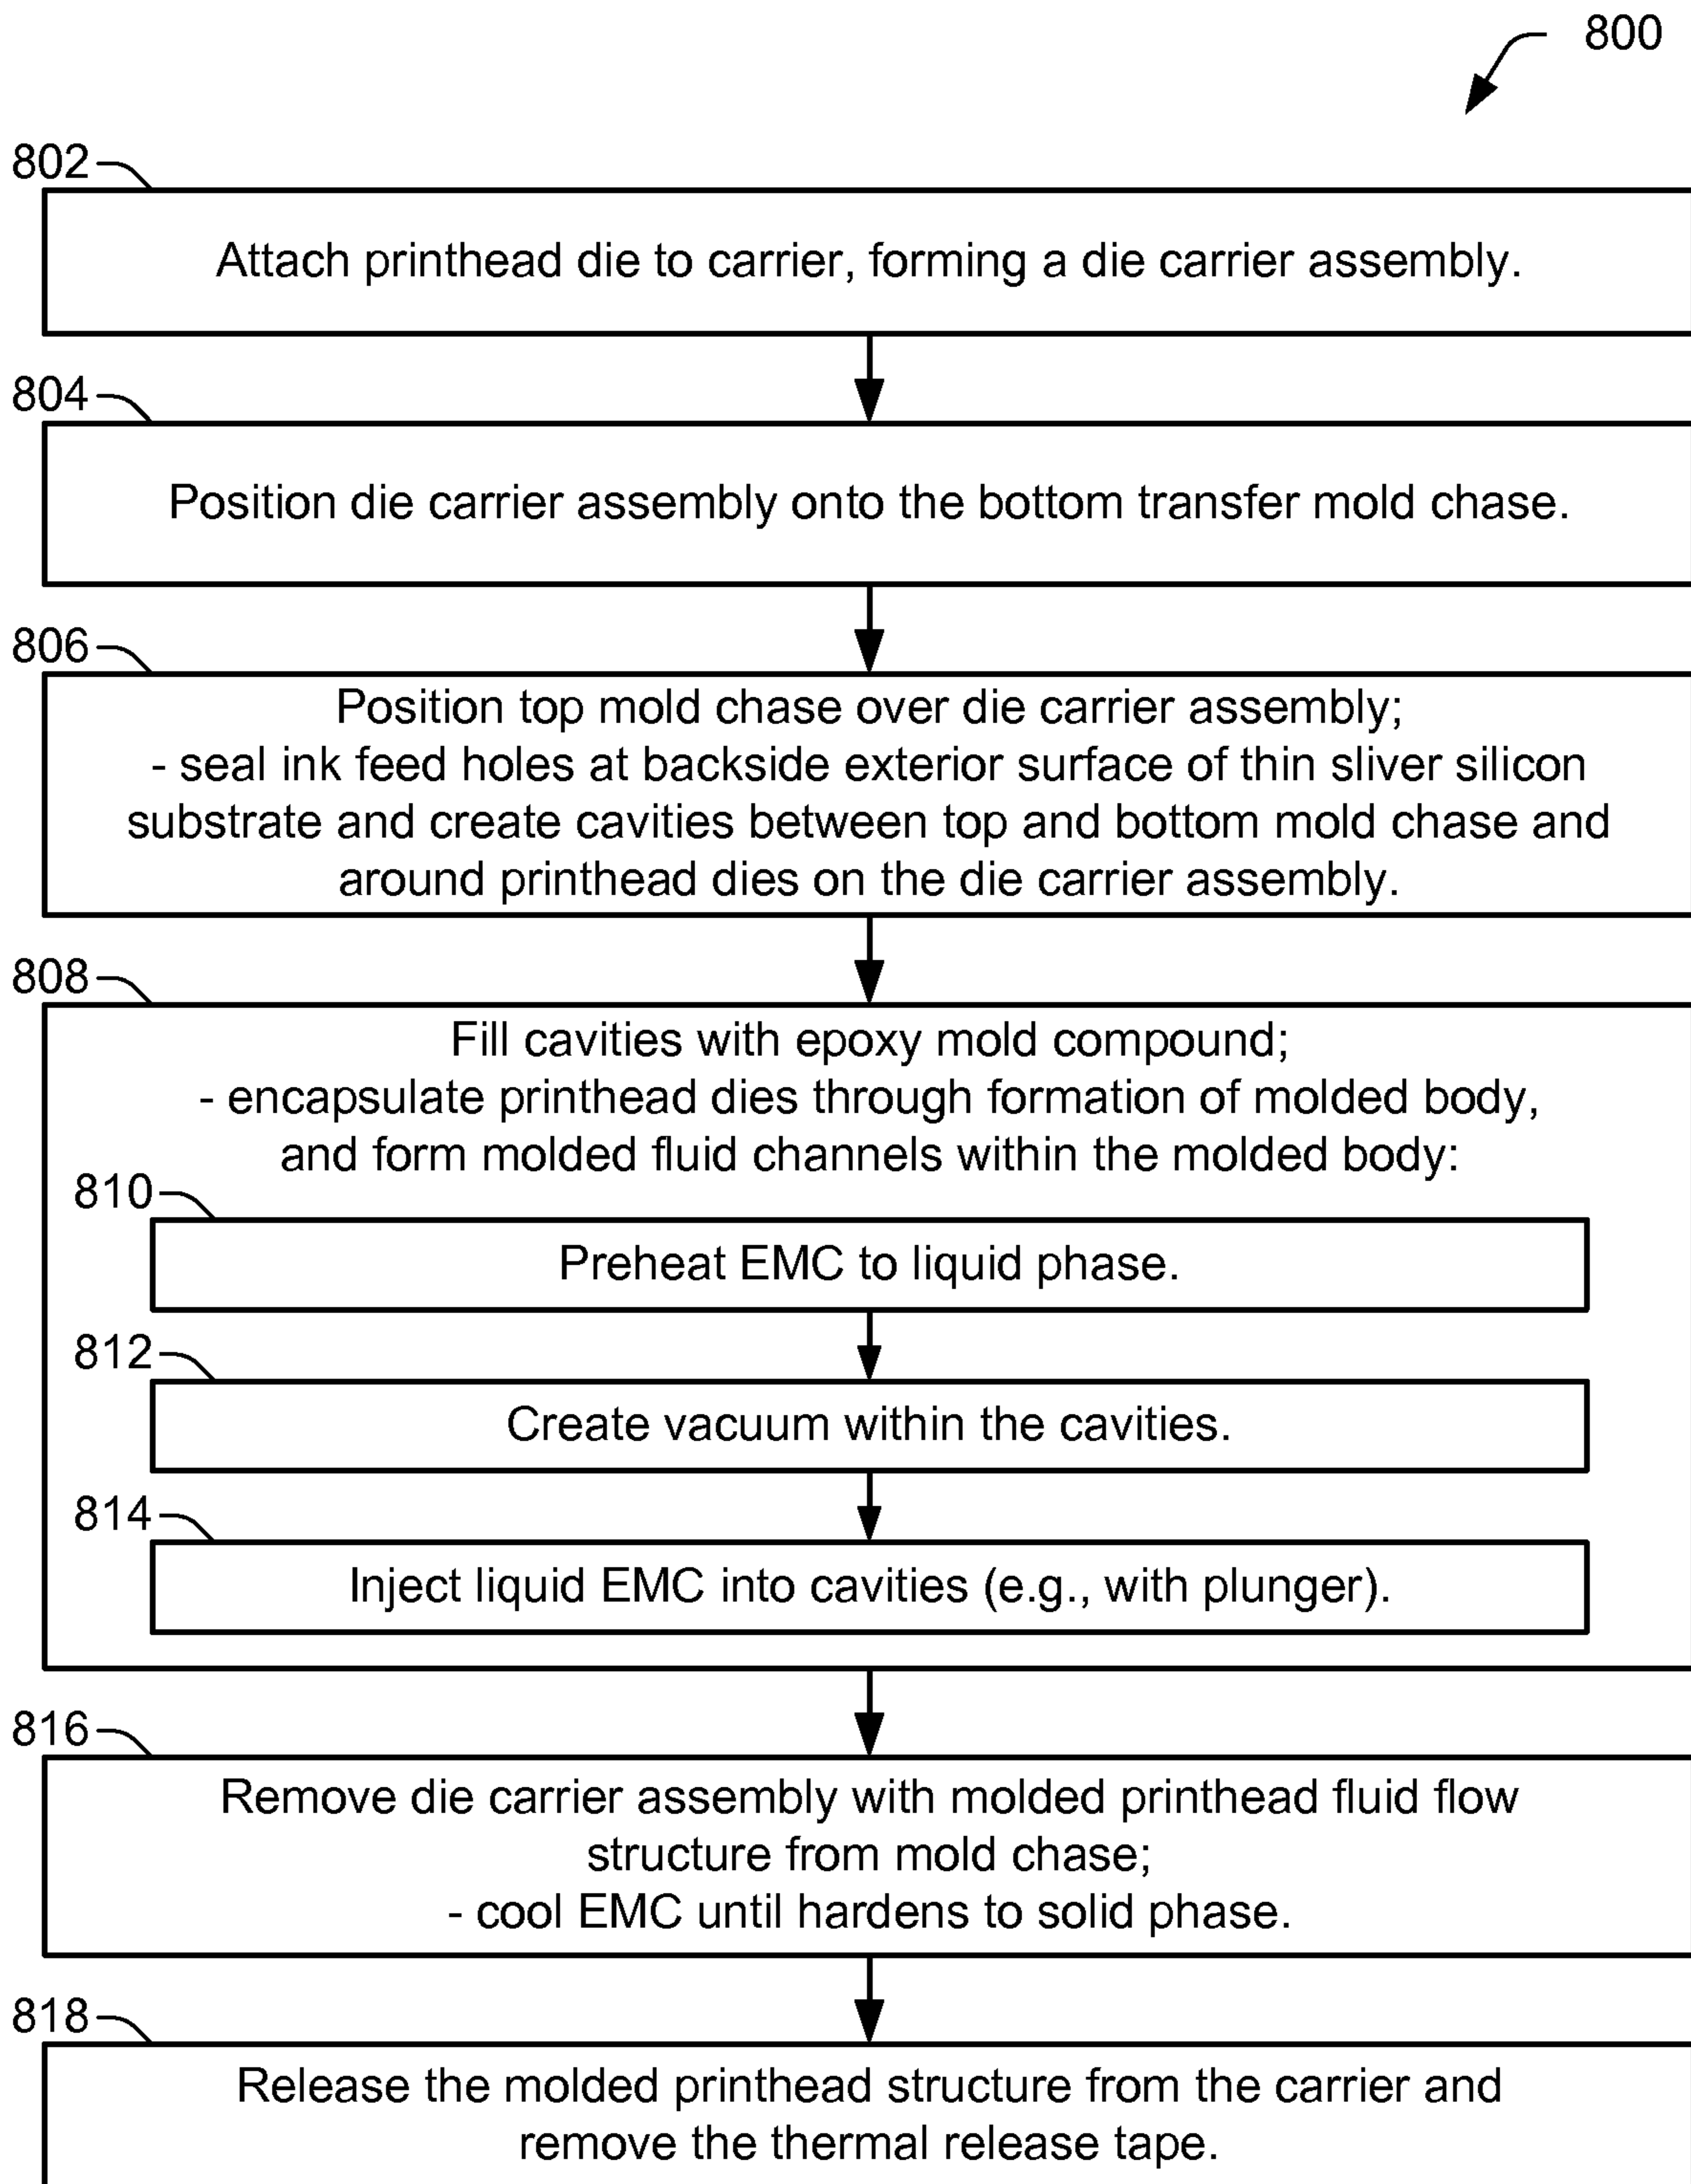 800
802
Attach printhead die to carrier, forming a die carrier assembly.
804
Position die carrier assembly onto the bottom transfer mold chase.
806
Position top mold chase over die carrier assembly;
- seal ink feed holes at backside exterior surface of thin sliver silicon
substrate and create cavities between top and bottom mold chase and
around printhead dies on the die carrier assembly.
808
Fill cavities with epoxy mold compound;
- encapsulate printhead dies through formation of molded body,
and form molded fluid channels within the molded body:
810
Preheat EMC to liquid phase.
812
Create vacuum within the cavities.
814
Inject liquid EMC into cavities (e.g., with plunger).
816
Remove die carrier assembly with molded printhead fluid flow
structure from mold chase;
- cool EMC until hardens to solid phase.
818
Release the molded printhead structure from the carrier and
remove the thermal release tape.